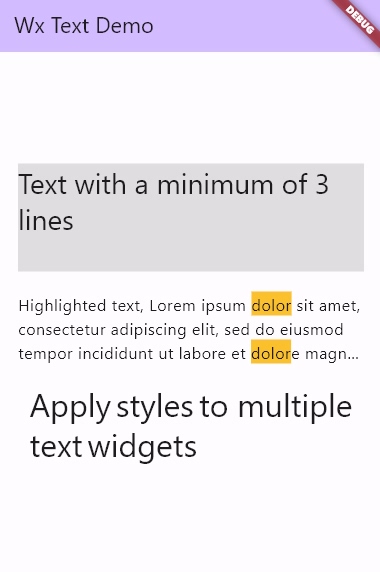 Wx Text Demo
DEBUG
Text with a minimum of 3
lines
Highlighted text, Lorem ipsum dolor sit amet,
consectetur adipiscing elit, sed do eiusmod
tempor incididunt ut labore et dolore magn...
Apply styles to multiple
text widgets